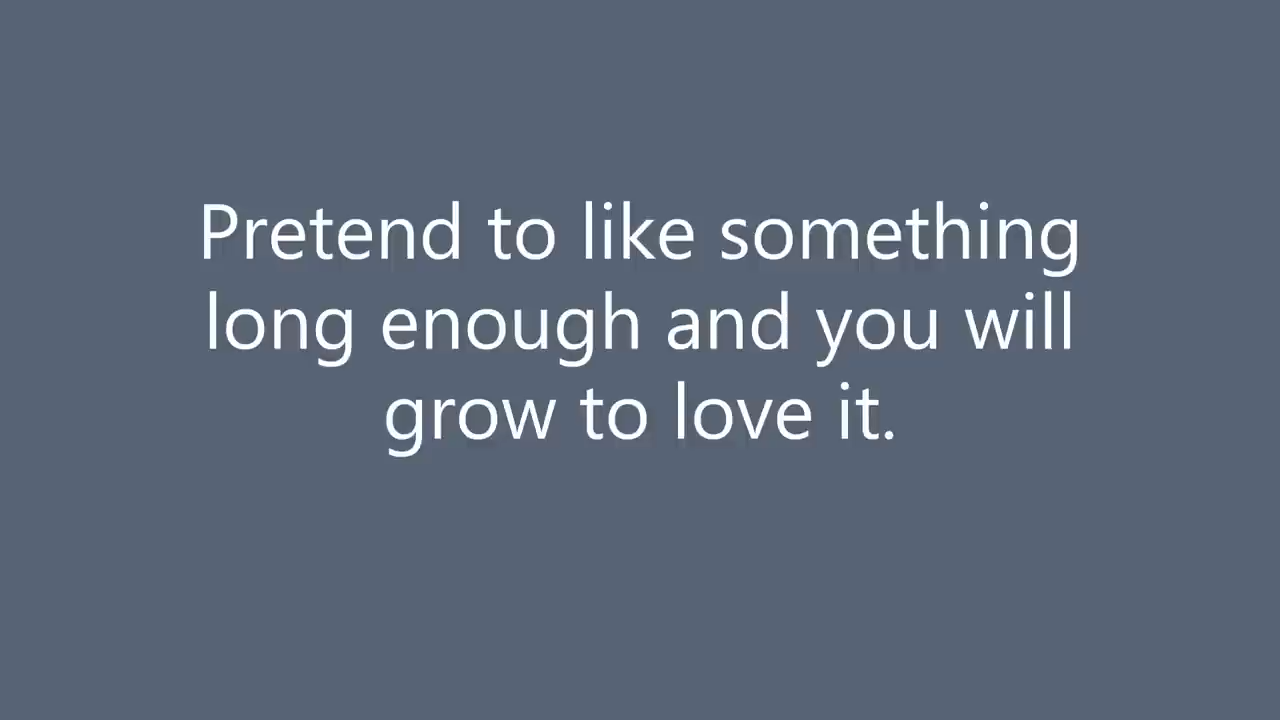 Pretend to like something
long enough and you will
grow to love it.